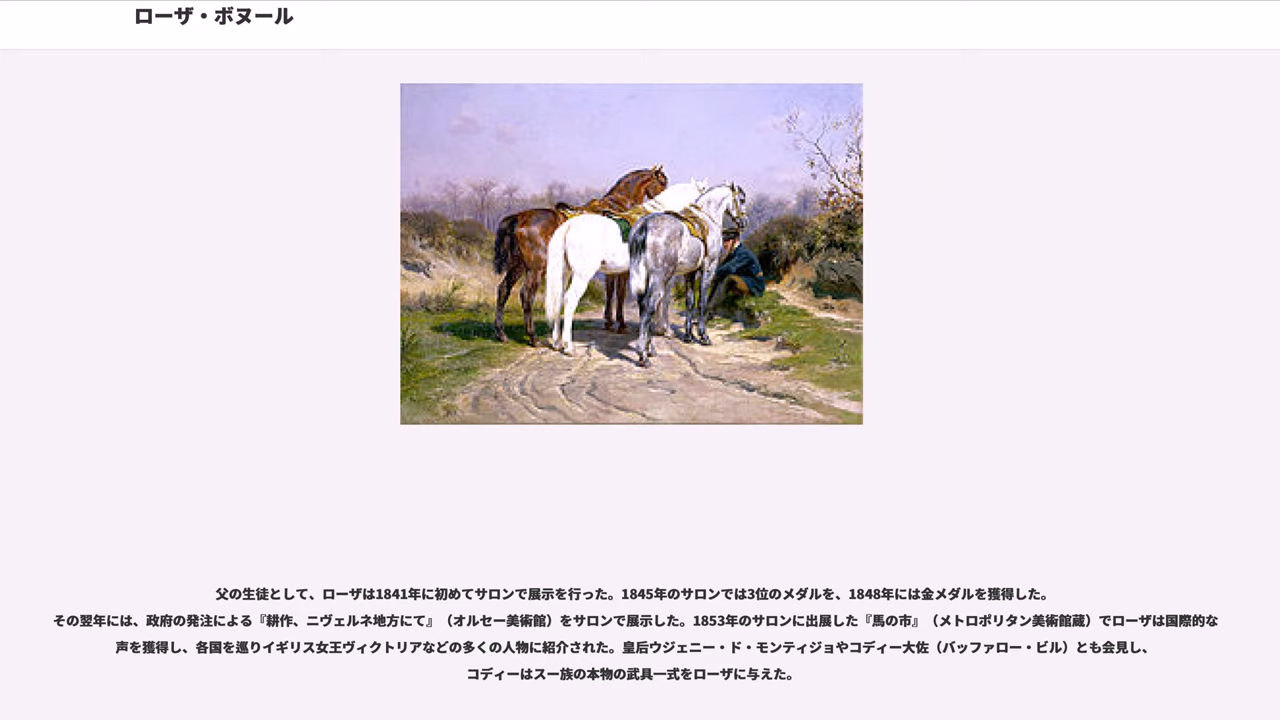 ローザ・ボヌール
父の生徒として、ローザは1841年に初めてサロンで展示を行った。1845年のサロンでは3位のメダルを、1848年には金メダルを獲得した。
その翌年には、政府の発注による『耕作、ニヴェルネ地方にて』（オルセー美術館）をサロンで展示した。1853年のサロンに出展した『馬の市』（メトロポリタン美術館蔵）でローザは国際的な
声を獲得し、各国を巡りイギリス女王ヴィクトリアなどの多くの人物に紹介された。皇后ウジェニー・ド・モンティジョやコディー大佐（バッファロー・ビル）とも会見し、
コディーはスー族の本物の武具一式をローザに与えた。